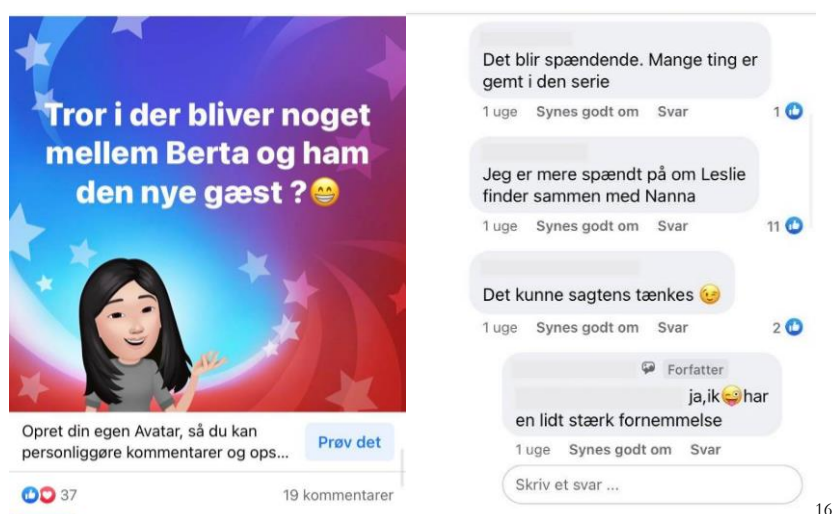 Tror i der bliver noget
mellem Berta og ham
den nye gæst ?😁
Opret din egen Avatar, så du kan
personliggøre kommentarer og ops...
Prøv det
37
19 kommentarer
Det blir spændende. Mange ting er
gemt i den serie
1 uge Synes godt om Svar 1
Jeg er mere spændt på om Leslie
finder sammen med Nanna
1 uge Synes godt om Svar 11
Det kunne sagtens tænkes 😉
1 uge Synes godt om Svar 2
Forfatter
ja,ik😜har
en lidt stærk fornemmelse
1 uge Synes godt om Svar
Skriv et svar ...
16